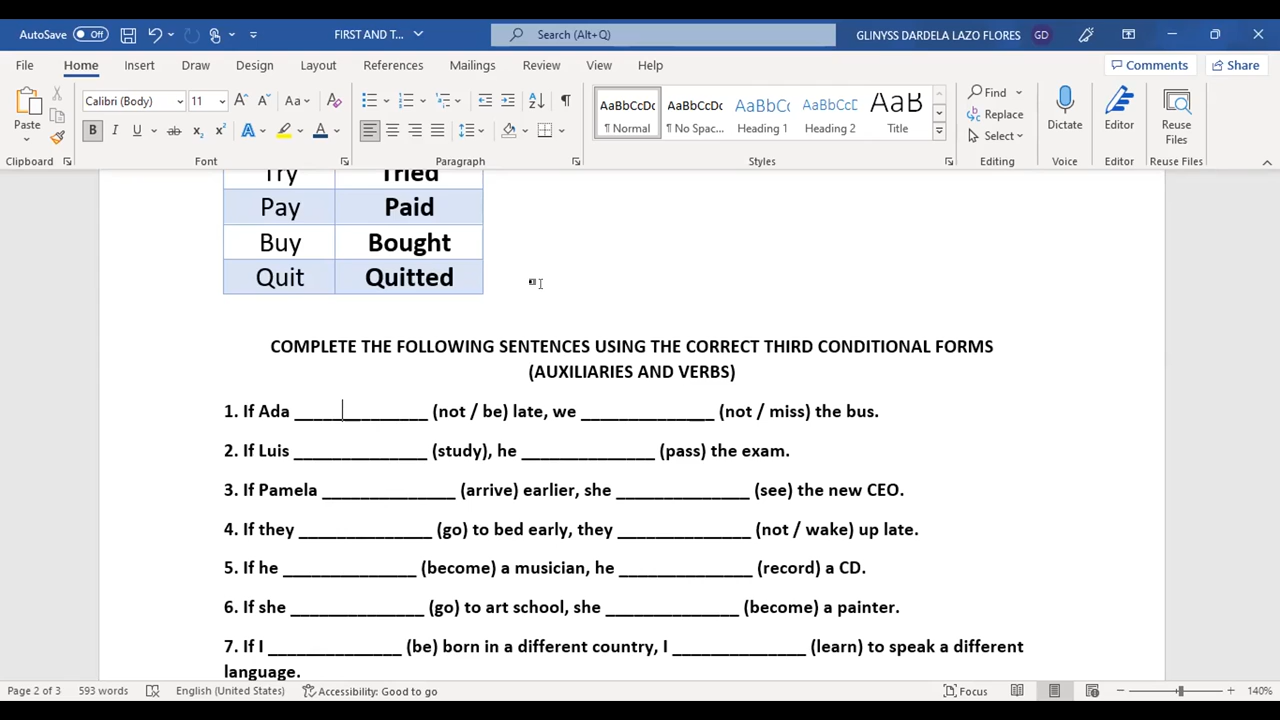 AutoSave Off FIRST AND T... Search (Alt+Q) GLINYSS DARDELA LAZO FLORES GD
File Home Insert Draw Design Layout References Mailings Review View Help Comments Share
Calibri (Body) 11 Aa AaBbCcDc AaBbCcDc AaBbCcD AaBbCcD AaB Find
Paste B I U ab x₂ x² A A ¶ Normal ¶ No Spac... Heading 1 Heading 2 Title Replace Select Dictate Editor Reuse Files
Clipboard Font Paragraph Styles Editing Voice Editor Reuse Files
Try Tried
Pay Paid
Buy Bought
Quit Quitted
COMPLETE THE FOLLOWING SENTENCES USING THE CORRECT THIRD CONDITIONAL FORMS
(AUXILIARIES AND VERBS)
1. If Ada ______________ (not / be) late, we ______________ (not / miss) the bus.
2. If Luis ______________ (study), he ______________ (pass) the exam.
3. If Pamela ______________ (arrive) earlier, she ______________ (see) the new CEO.
4. If they ______________ (go) to bed early, they ______________ (not / wake) up late.
5. If he ______________ (become) a musician, he ______________ (record) a CD.
6. If she ______________ (go) to art school, she ______________ (become) a painter.
7. If I ______________ (be) born in a different country, I ______________ (learn) to speak a different
language.
Page 2 of 3 593 words English (United States) Accessibility: Good to go Focus 140%